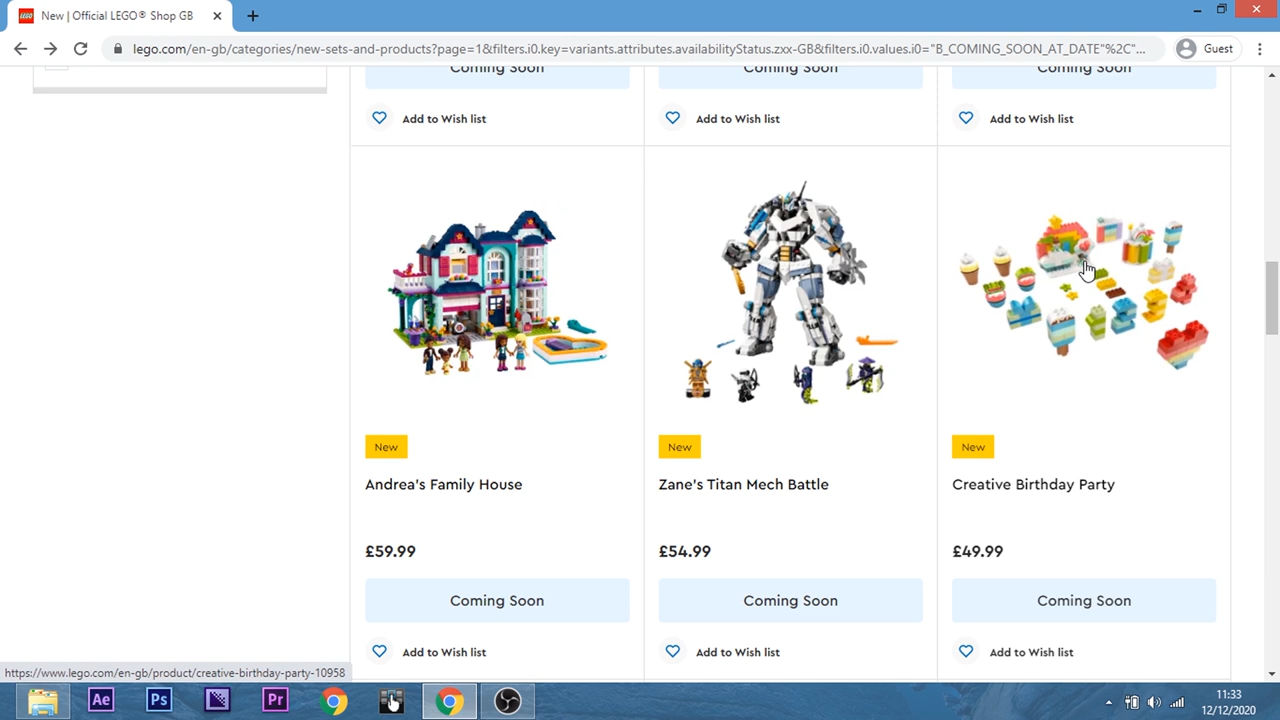 New | Official LEGO® Shop GB
lego.com/en-gb/categories/new-sets-and-products?page=1&filters.i0.key=variants.attributes.availabilityStatus.zxx-GB&filters.i0.values.i0="B_COMING_SOON_AT_DATE"%2C"...
Guest
Coming Soon Coming Soon Coming Soon
Add to Wish list Add to Wish list Add to Wish list
New New New
Andrea's Family House Zane's Titan Mech Battle Creative Birthday Party
£59.99 £54.99 £49.99
Coming Soon Coming Soon Coming Soon
Add to Wish list Add to Wish list Add to Wish list
https://www.lego.com/en-gb/product/creative-birthday-party-10958
Ae Ps Pr
11:33
12/12/2020